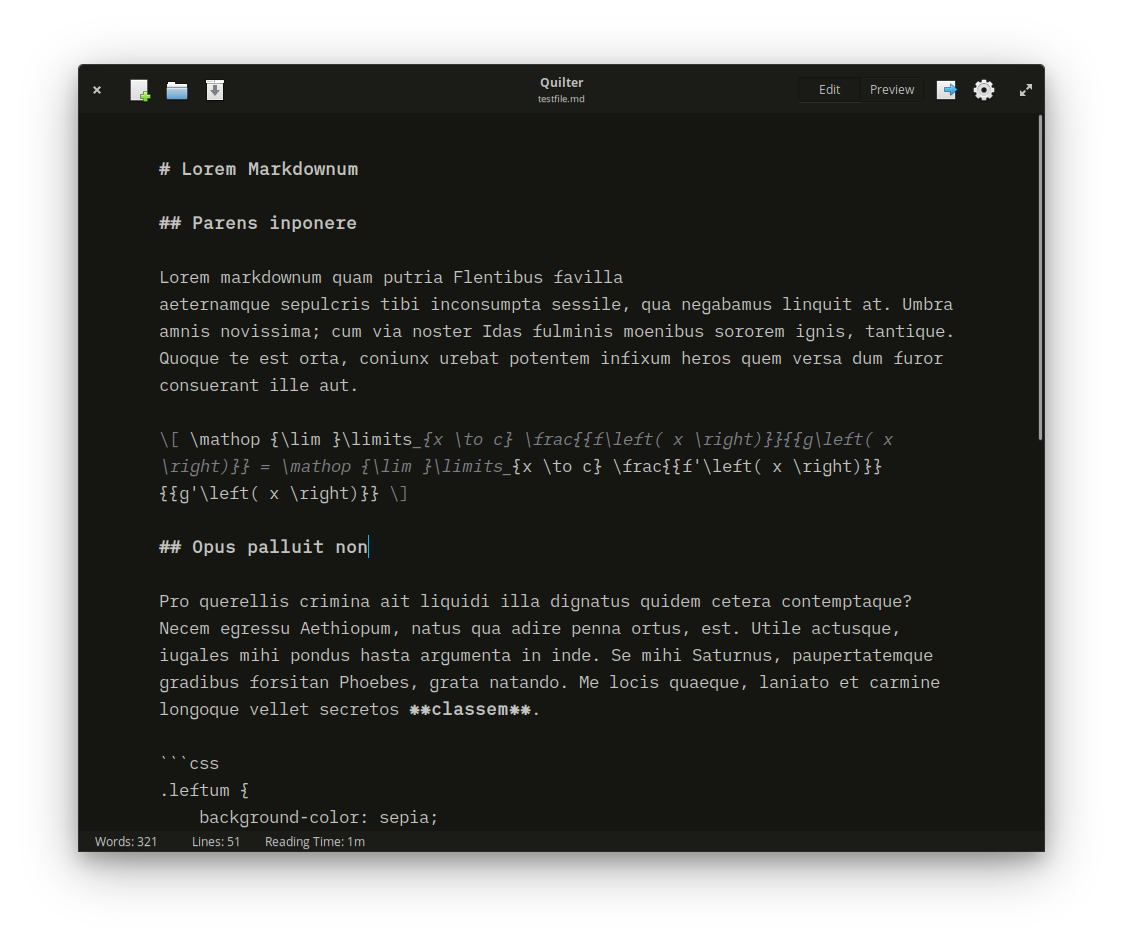 Quilter
testfile.md
Edit Preview
# Lorem Markdownum
## Parens inponere
Lorem markdownum quam putria Flentibus favilla
aeternamque sepulcris tibi inconsumpta sessile, qua negabamus linquit at. Umbra
amnis novissima; cum via noster Idas fulminis moenibus sororem ignis, tantique.
Quoque te est orta, coniunx urebat potentem infixum heros quem versa dum furor
consuerant ille aut.
\[ \mathop {\lim }\limits_{x \to c} \frac{{f\left( x \right)}}{{g\left( x
\right)}} = \mathop {\lim }\limits_{x \to c} \frac{{f'\left( x \right)}}
{{g'\left( x \right)}} \]
## Opus palluit non
Pro querellis crimina ait liquidi illa dignatus quidem cetera contemptaque?
Necem egressu Aethiopum, natus qua adire penna ortus, est. Utile actusque,
iugales mihi pondus hasta argumenta in inde. Se mihi Saturnus, paupertatemque
gradibus forsitan Phoebes, grata natando. Me locis quaeque, laniato et carmine
longoque vellet secretos **classem**.
```css
.leftum {
    background-color: sepia;
Words: 321 Lines: 51 Reading Time: 1m